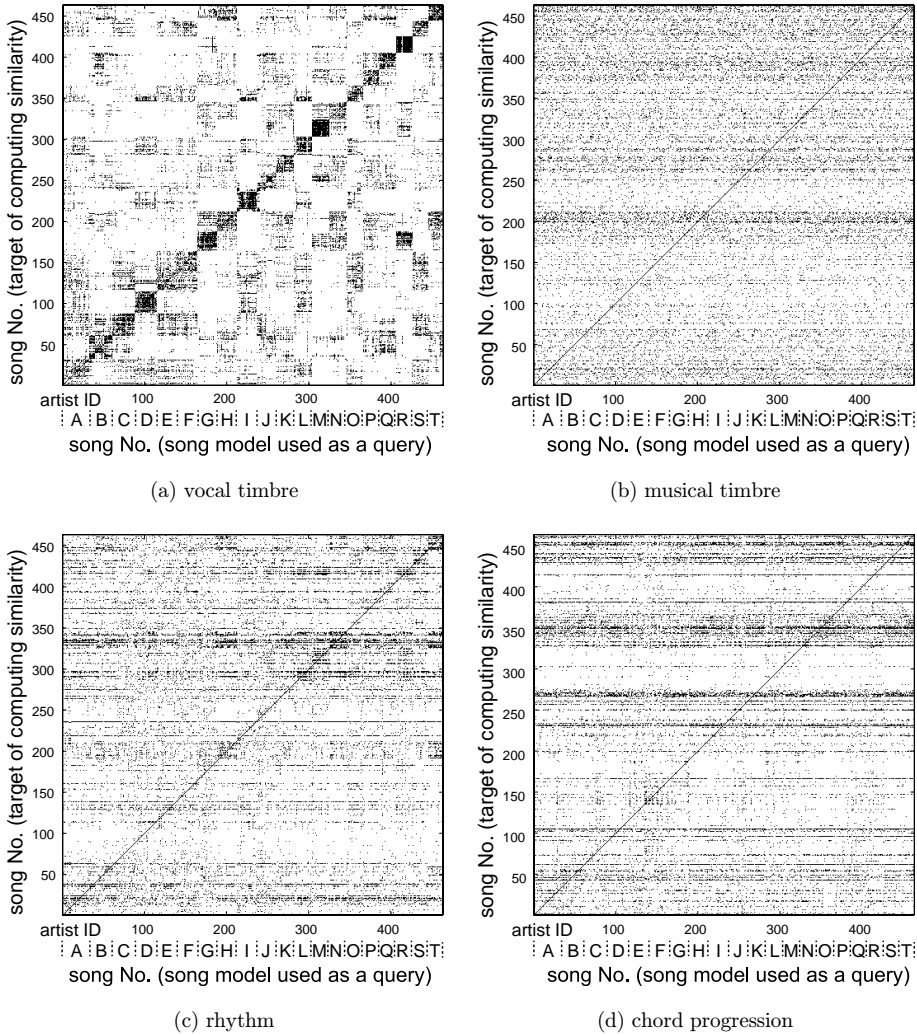 song No. (target of computing similarity)
450
400
350
300
250
200
150
100
50
artist ID 100 200 300 400
A B C D E F G H I J K L M N O P Q R S T
song No. (song model used as a query)
(a) vocal timbre
song No. (target of computing similarity)
450
400
350
300
250
200
150
100
50
artist ID 100 200 300 400
A B C D E F G H I J K L M N O P Q R S T
song No. (song model used as a query)
(b) musical timbre
song No. (target of computing similarity)
450
400
350
300
250
200
150
100
50
artist ID 100 200 300 400
A B C D E F G H I J K L M N O P Q R S T
song No. (song model used as a query)
(c) rhythm
song No. (target of computing similarity)
450
400
350
300
250
200
150
100
50
artist ID 100 200 300 400
A B C D E F G H I J K L M N O P Q R S T
song No. (song model used as a query)
(d) chord progression